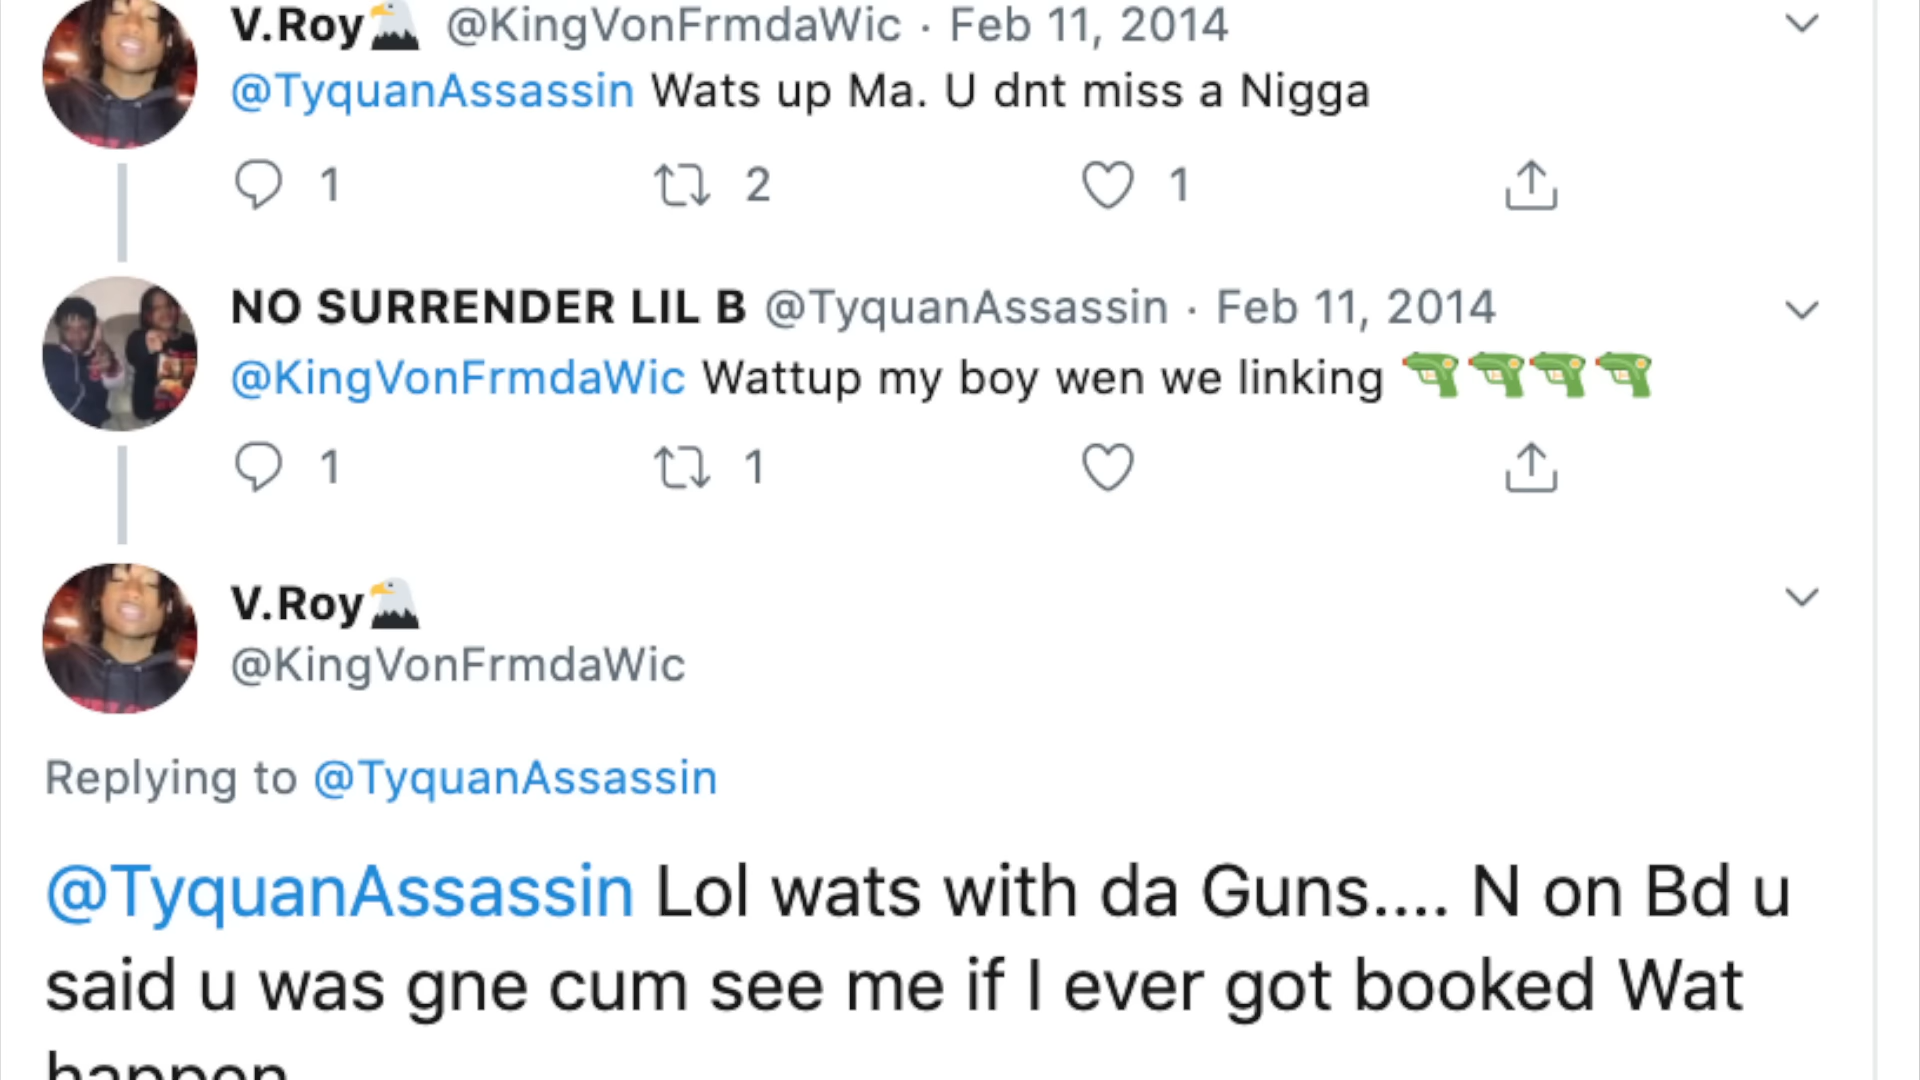 V.Roy🦅 @KingVonFrmdaWic · Feb 11, 2014
@TyquanAssassin Wats up Ma. U dnt miss a Nigga
1 2 1
NO SURRENDER LIL B @TyquanAssassin · Feb 11, 2014
@KingVonFrmdaWic Wattup my boy wen we linking 🔫🔫🔫🔫
1 1
V.Roy🦅
@KingVonFrmdaWic
Replying to @TyquanAssassin
@TyquanAssassin Lol wats with da Guns.... N on Bd u
said u was gne cum see me if I ever got booked Wat
happen